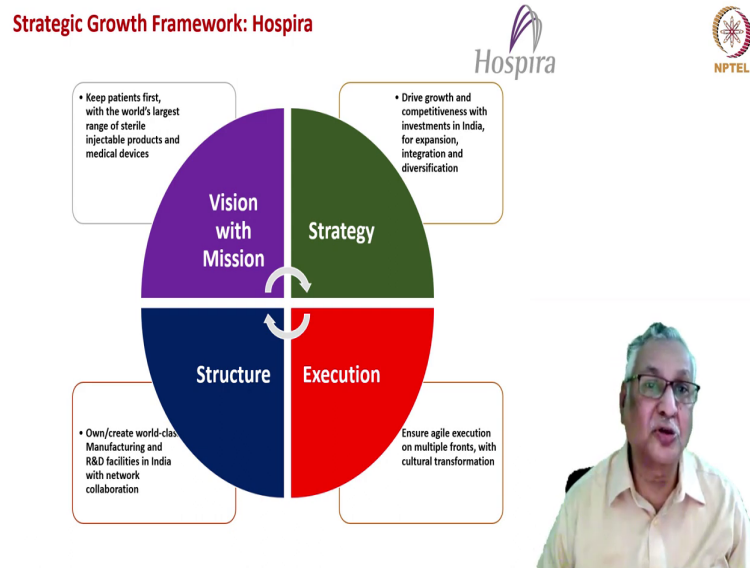 Strategic Growth Framework: Hospira
Hospira
NPTEL
• Keep patients first,
with the world's largest
range of sterile
injectable products and
medical devices
• Drive growth and
competitiveness with
investments in India,
for expansion,
integration and
diversification
Vision
with
Mission
Strategy
Structure
Execution
• Own/create world-clas
Manufacturing and
R&D facilities in India
with network
collaboration
Ensure agile execution
on multiple fronts, with
cultural transformation